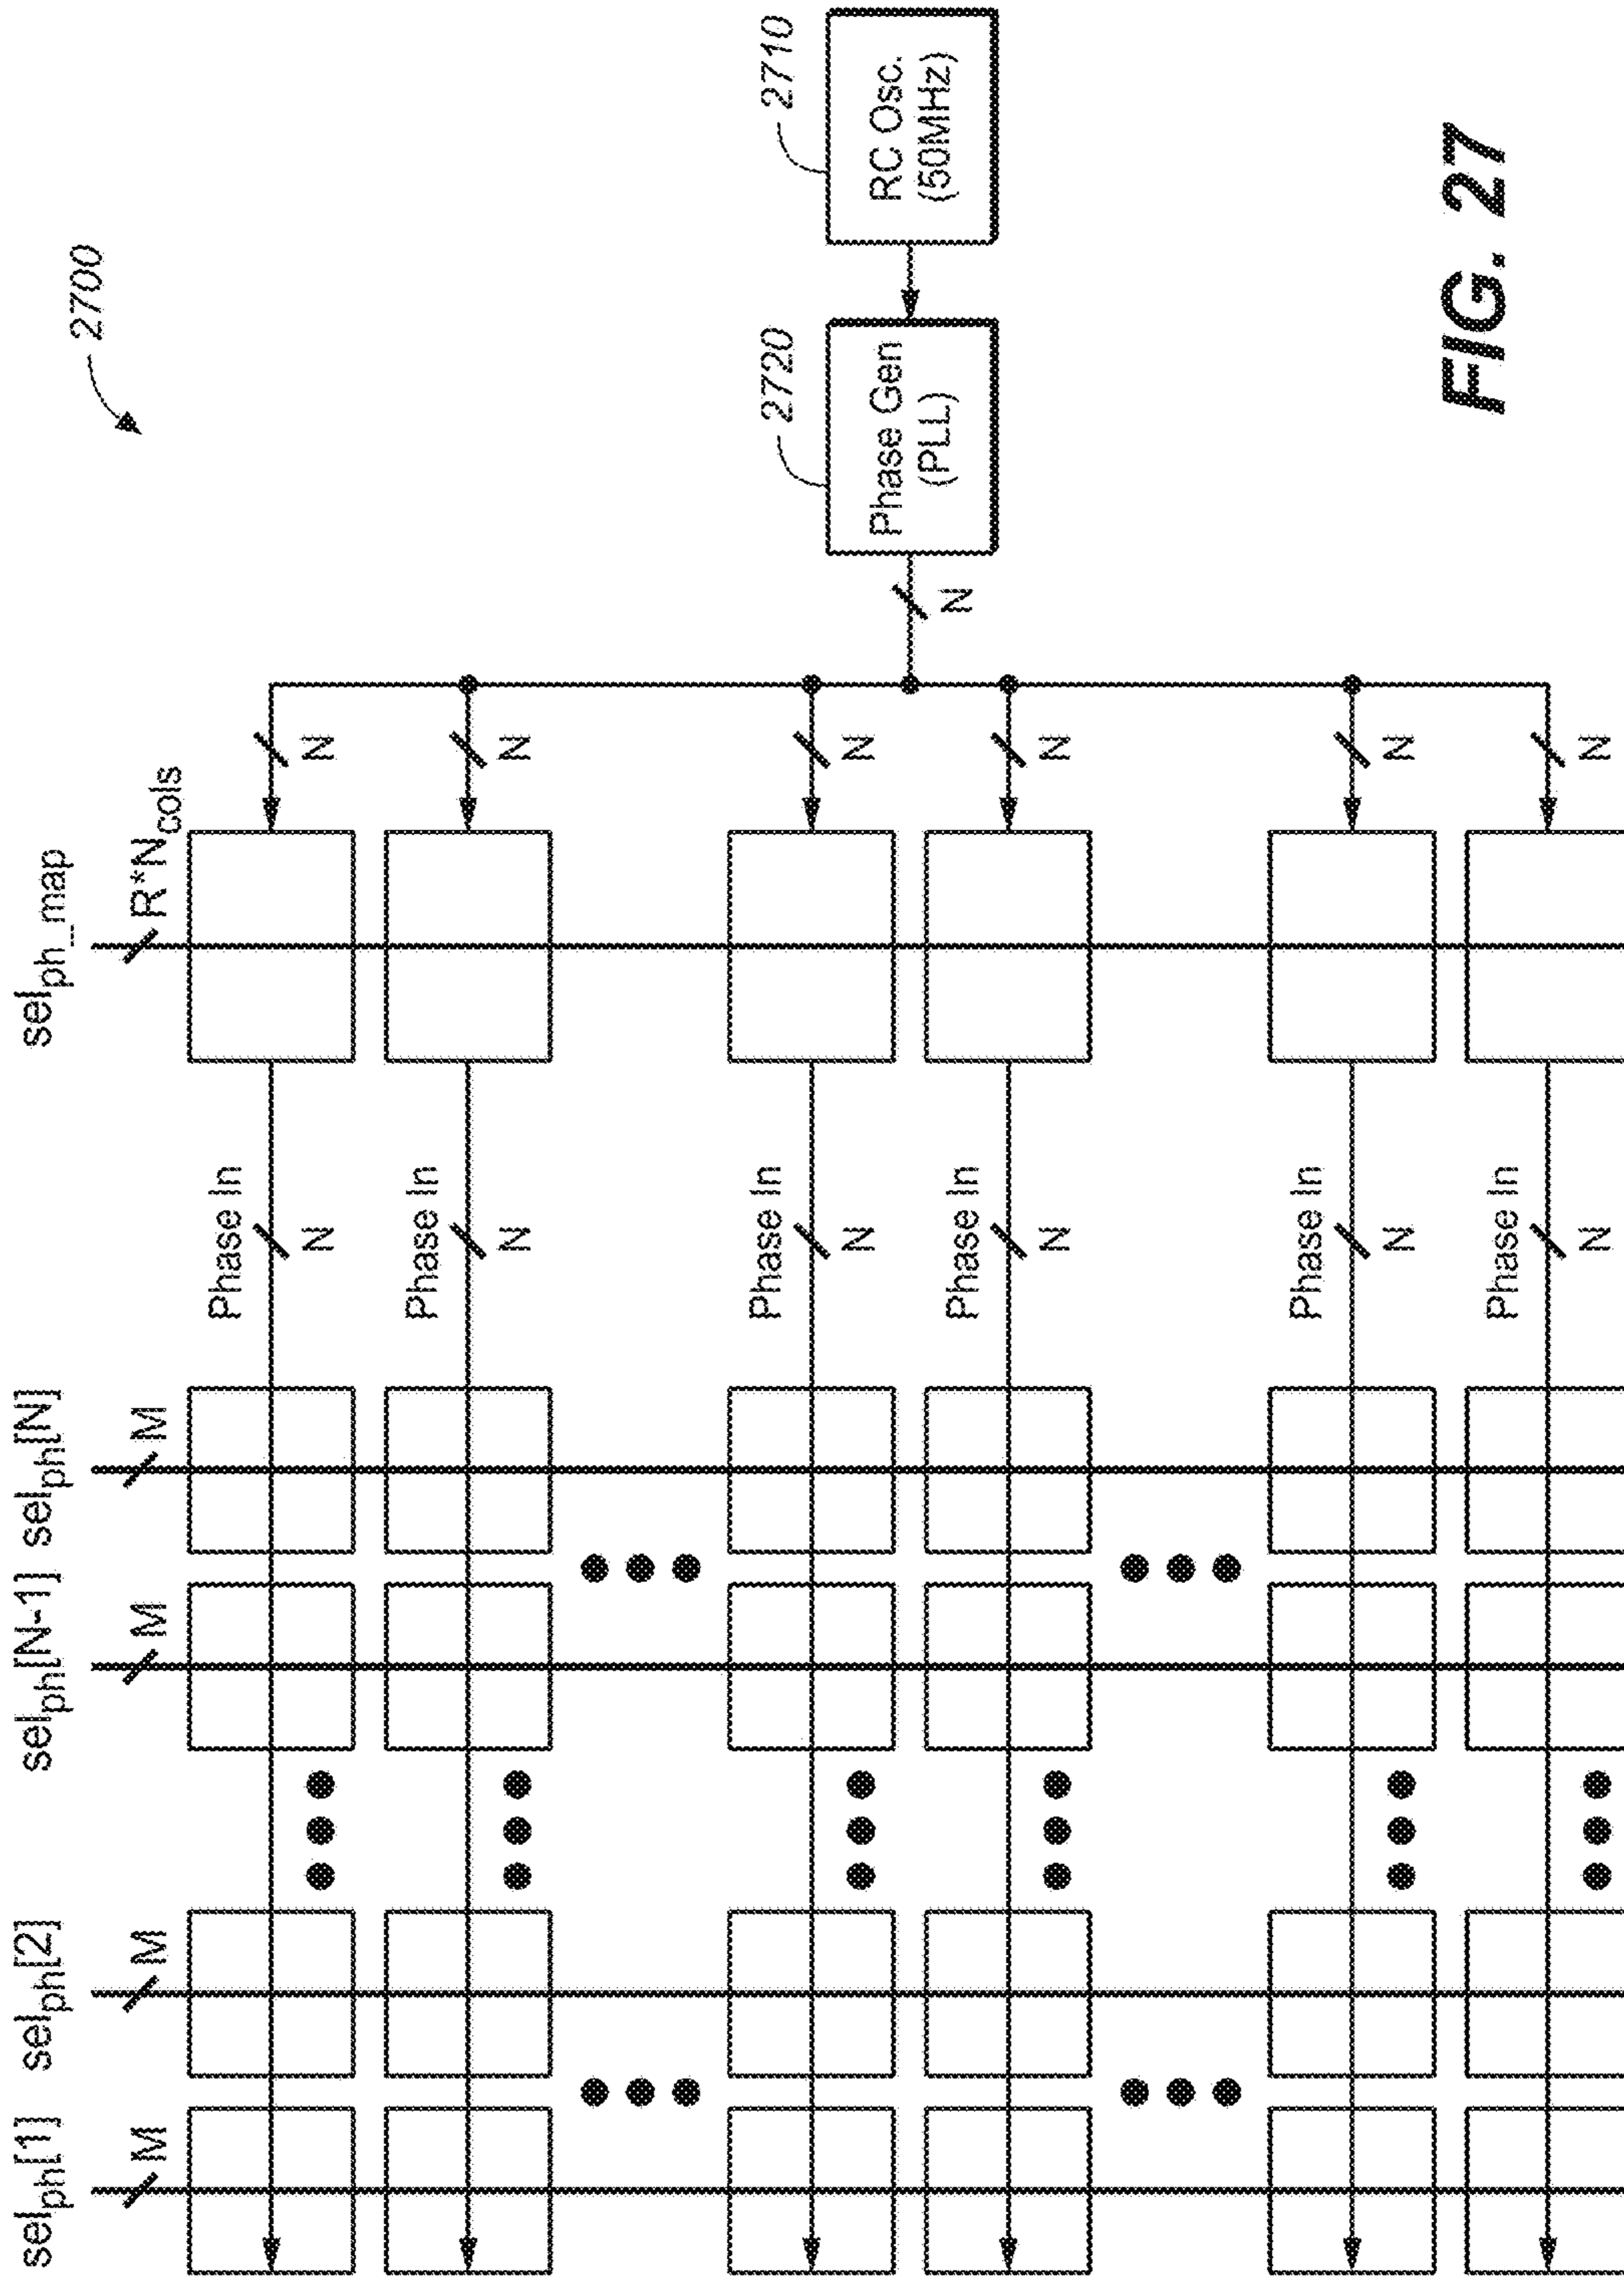 2700
sel_ph[1] sel_ph[2] sel_ph[N-1] sel_ph[N] sel_ph_map
M M M M R*N_cols
Phase In
N N
Phase In
N N
Phase In
N N
N
2720
Phase Gen
(PLL)
2710
RC Osc.
(50MHz)
Phase In
N N
Phase In
N N
Phase In
N N
FIG. 27